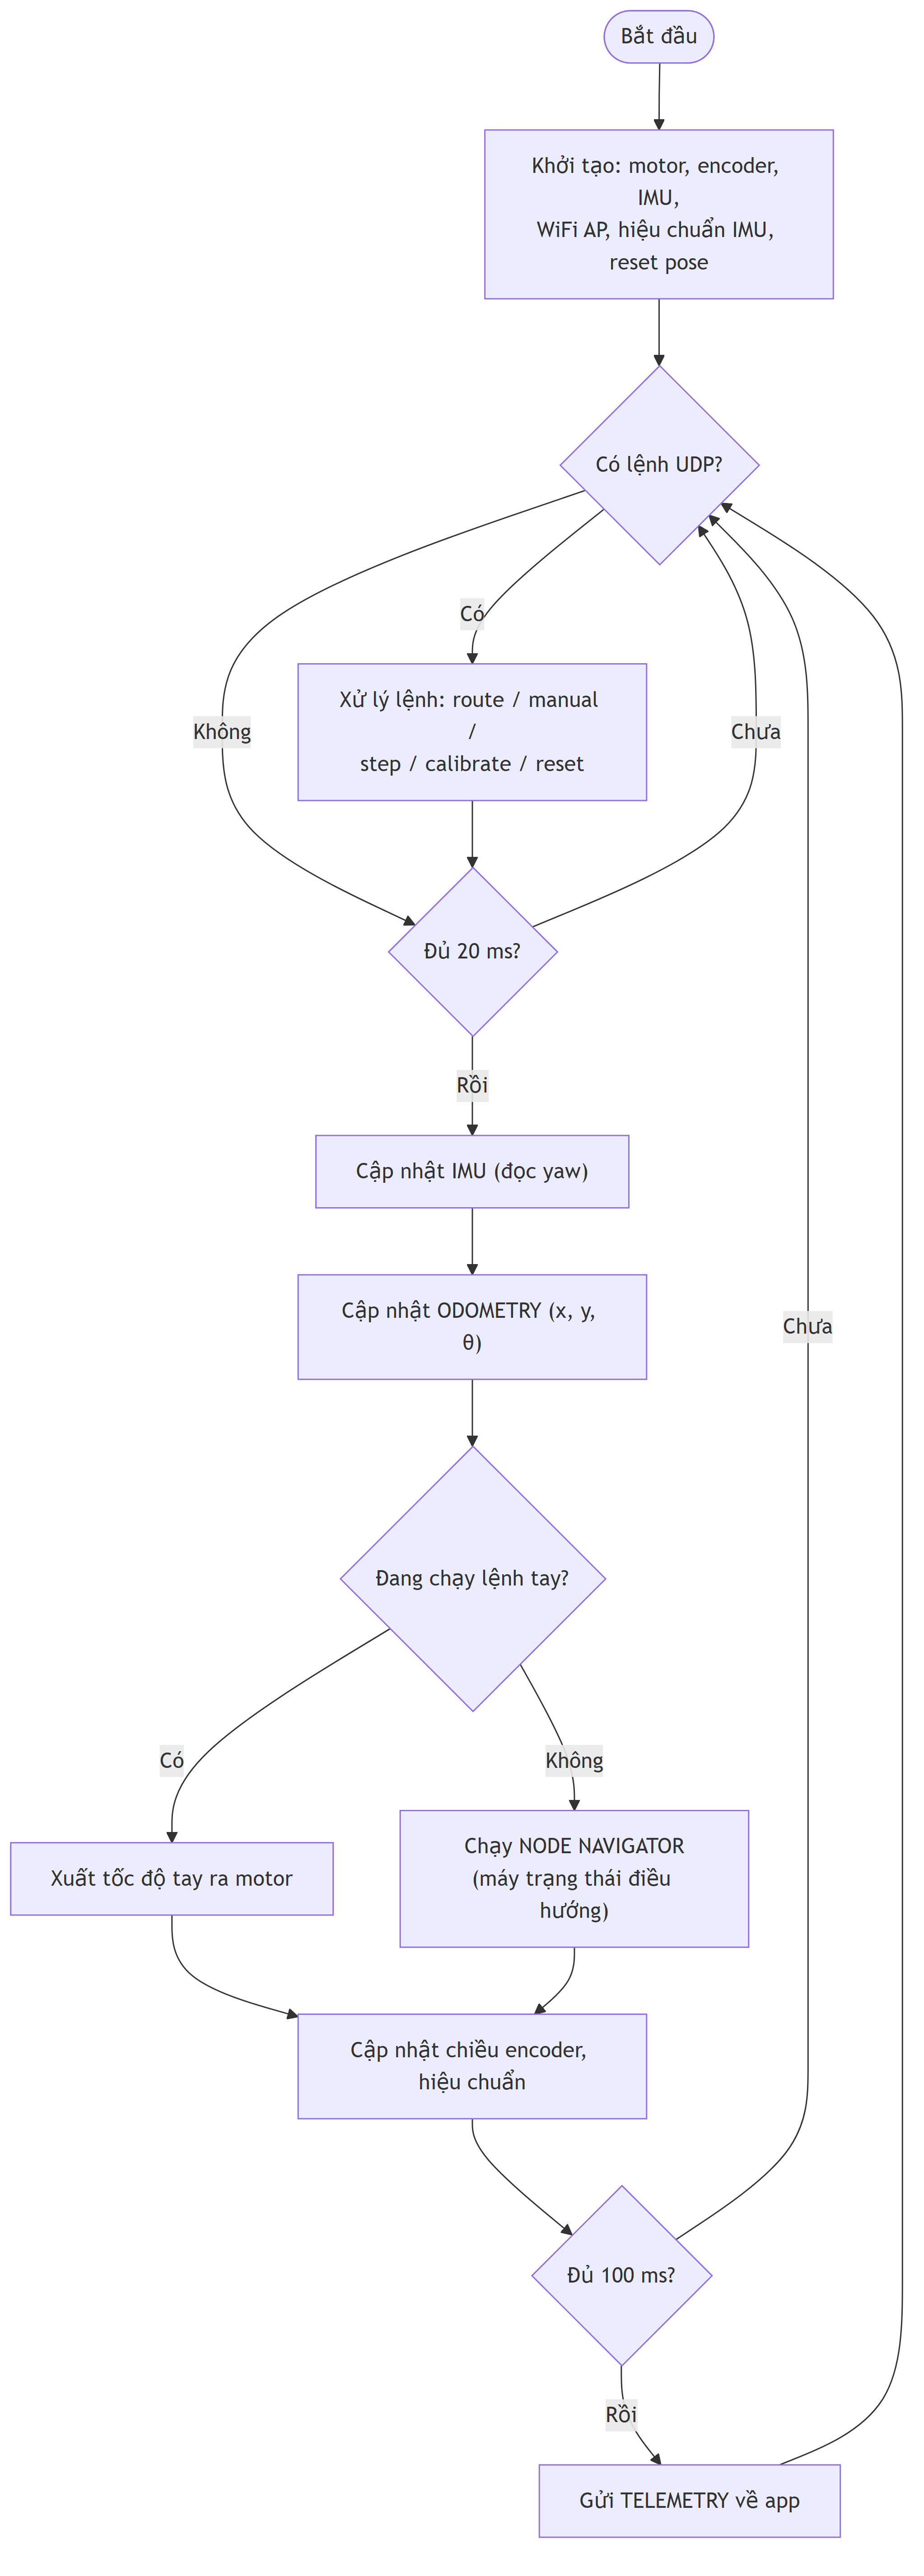 Bắt đầu
Khởi tạo: motor, encoder,
IMU,
WiFi AP, hiệu chuẩn IMU,
reset pose
Có lệnh UDP?
Có
Xử lý lệnh: route / manual
/
step / calibrate / reset
Không
Chưa
Đủ 20 ms?
Rồi
Cập nhật IMU (đọc yaw)
Cập nhật ODOMETRY (x, y,
θ)
Chưa
Đang chạy lệnh tay?
Có
Không
Xuất tốc độ tay ra motor
Chạy NODE NAVIGATOR
(máy trạng thái điều
hướng)
Cập nhật chiều encoder,
hiệu chuẩn
Đủ 100 ms?
Rồi
Gửi TELEMETRY về app